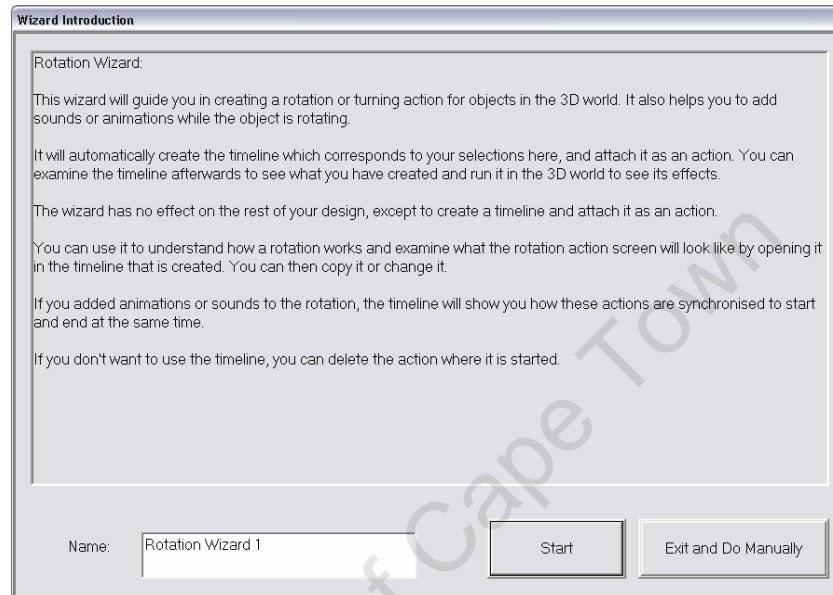 Wizard Introduction
Rotation Wizard:
This wizard will guide you in creating a rotation or turning action for objects in the 3D world. It also helps you to add
sounds or animations while the object is rotating.
It will automatically create the timeline which corresponds to your selections here, and attach it as an action. You can
examine the timeline afterwards to see what you have created and run it in the 3D world to see its effects.
The wizard has no effect on the rest of your design, except to create a timeline and attach it as an action.
You can use it to understand how a rotation works and examine what the rotation action screen will look like by opening it
in the timeline that is created. You can then copy it or change it.
If you added animations or sounds to the rotation, the timeline will show you how these actions are synchronised to start
and end at the same time.
If you don't want to use the timeline, you can delete the action where it is started.
Name:
Rotation Wizard 1
Start
Exit and Do Manually
of Cape Town